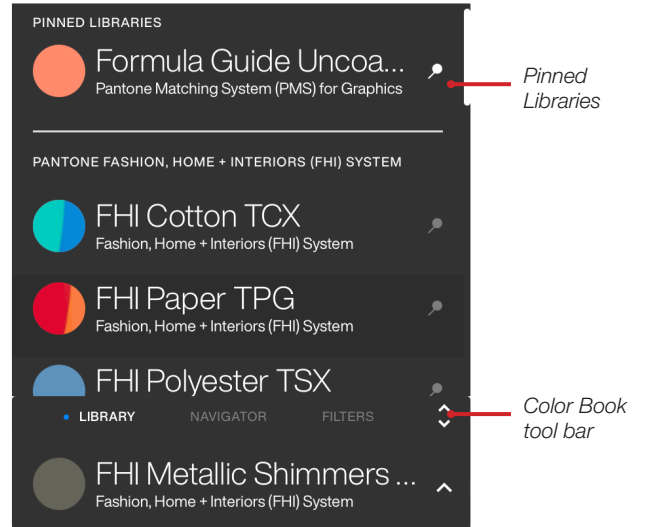 PINNED LIBRARIES
Formula Guide Uncoa...
Pantone Matching System (PMS) for Graphics
Pinned
Libraries
PANTONE FASHION, HOME + INTERIORS (FHI) SYSTEM
FHI Cotton TCX
Fashion, Home + Interiors (FHI) System
FHI Paper TPG
Fashion, Home + Interiors (FHI) System
FHI Polyester TSX
LIBRARY NAVIGATOR FILTERS
Color Book
tool bar
FHI Metallic Shimmers ...
Fashion, Home + Interiors (FHI) System